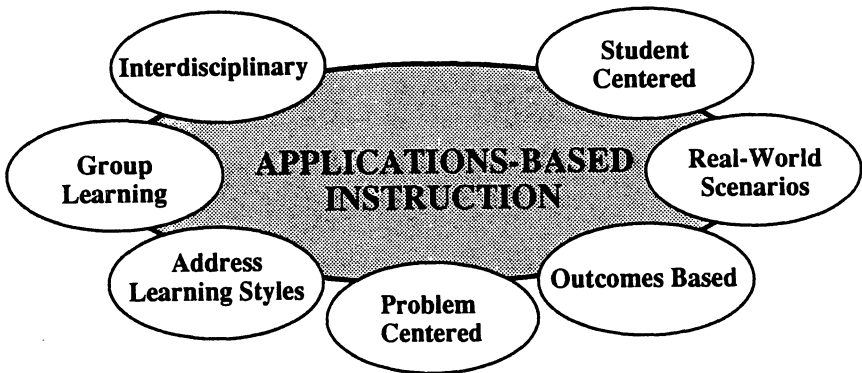 Interdisciplinary
Student
Centered
Group
Learning
APPLICATIONS-BASED
INSTRUCTION
Real-World
Scenarios
Address
Learning Styles
Problem
Centered
Outcomes Based